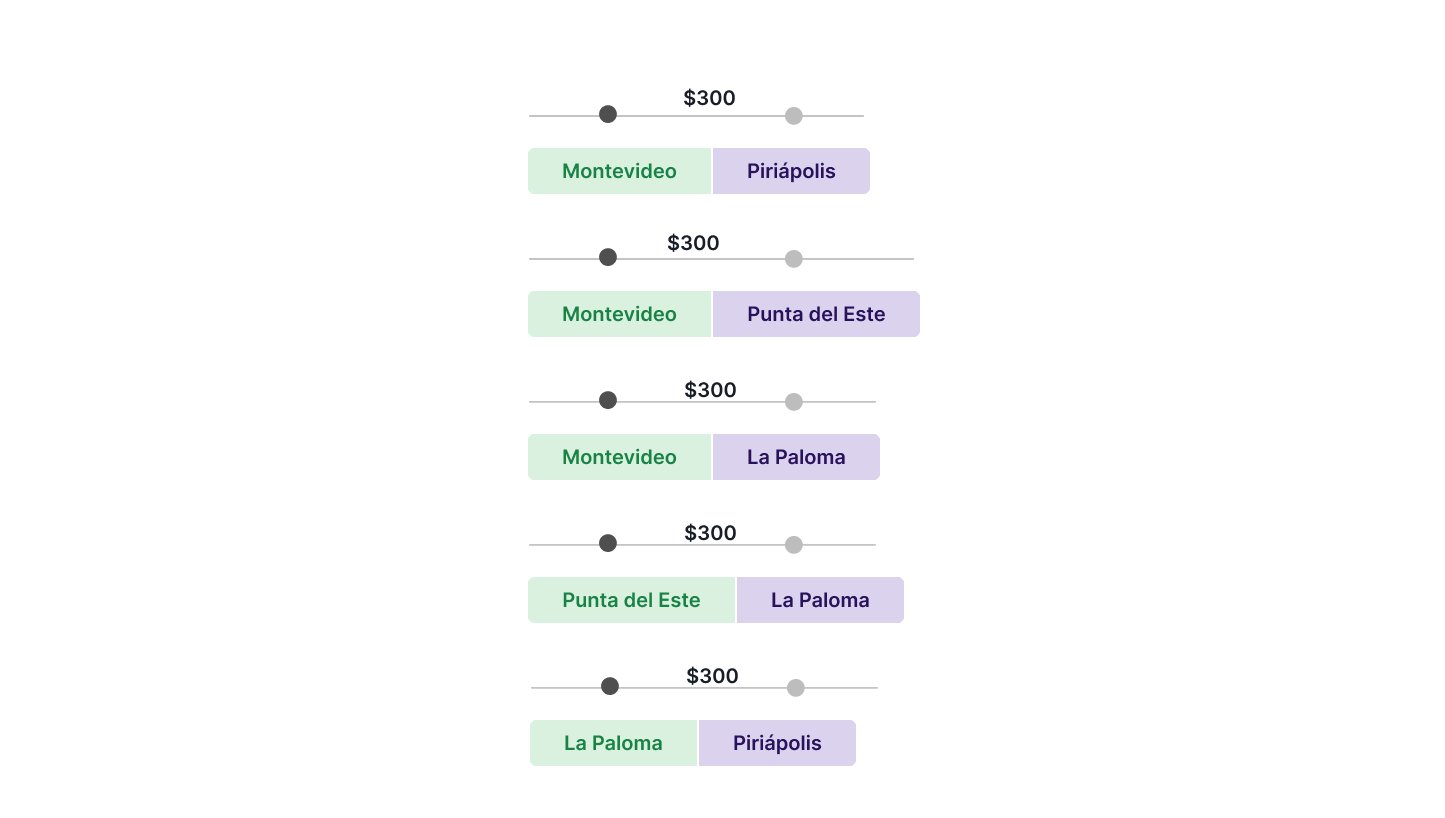 $300
Montevideo Piriápolis
$300
Montevideo Punta del Este
$300
Montevideo La Paloma
$300
Punta del Este La Paloma
$300
La Paloma Piriápolis